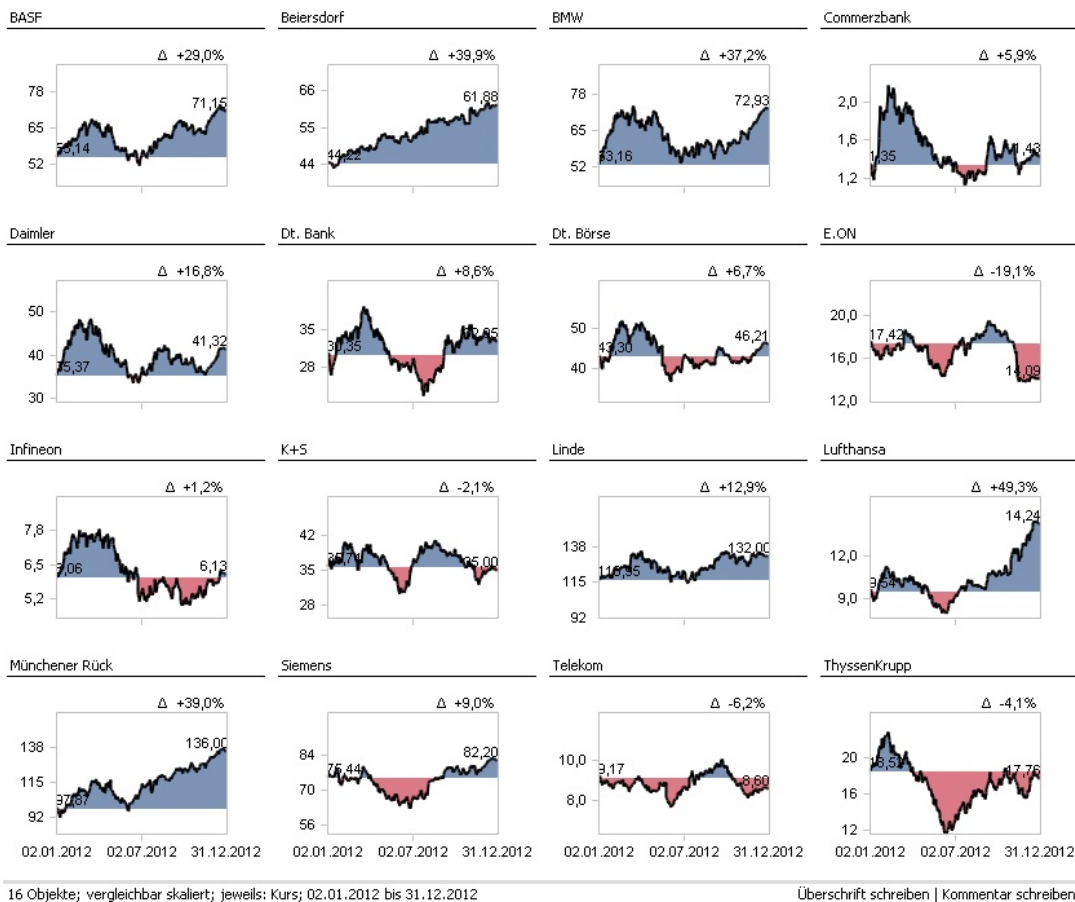 BASF
Δ +29,0%
78
65
52
55,14
71,15
Beiersdorf
Δ +39,9%
66
55
44
44,22
61,88
BMW
Δ +37,2%
78
65
52
53,16
72,93
Commerzbank
Δ +5,9%
2,0
1,6
1,2
1,35
1,43
Daimler
Δ +16,8%
50
40
30
35,37
41,32
Dt. Bank
Δ +8,6%
35
28
30,35
32,95
Dt. Börse
Δ +6,7%
50
40
43,30
46,21
E.ON
Δ -19,1%
20,0
16,0
12,0
17,42
14,09
Infineon
Δ +1,2%
7,8
6,5
5,2
6,06
6,13
K+S
Δ -2,1%
42
35
28
35,74
35,00
Linde
Δ +12,9%
138
115
92
116,95
132,00
Lufthansa
Δ +49,3%
12,0
9,0
9,54
14,24
Münchener Rück
Δ +39,0%
138
115
92
97,87
136,00
Siemens
Δ +9,0%
84
70
56
75,44
82,20
Telekom
Δ -6,2%
10,0
8,0
9,17
8,60
ThyssenKrupp
Δ -4,1%
20
16
12
18,52
17,76
02.01.2012 02.07.2012 31.12.2012
02.01.2012 02.07.2012 31.12.2012
02.01.2012 02.07.2012 31.12.2012
02.01.2012 02.07.2012 31.12.2012
16 Objekte; vergleichbar skaliert; jeweils: Kurs; 02.01.2012 bis 31.12.2012
Überschrift schreiben | Kommentar schreiben